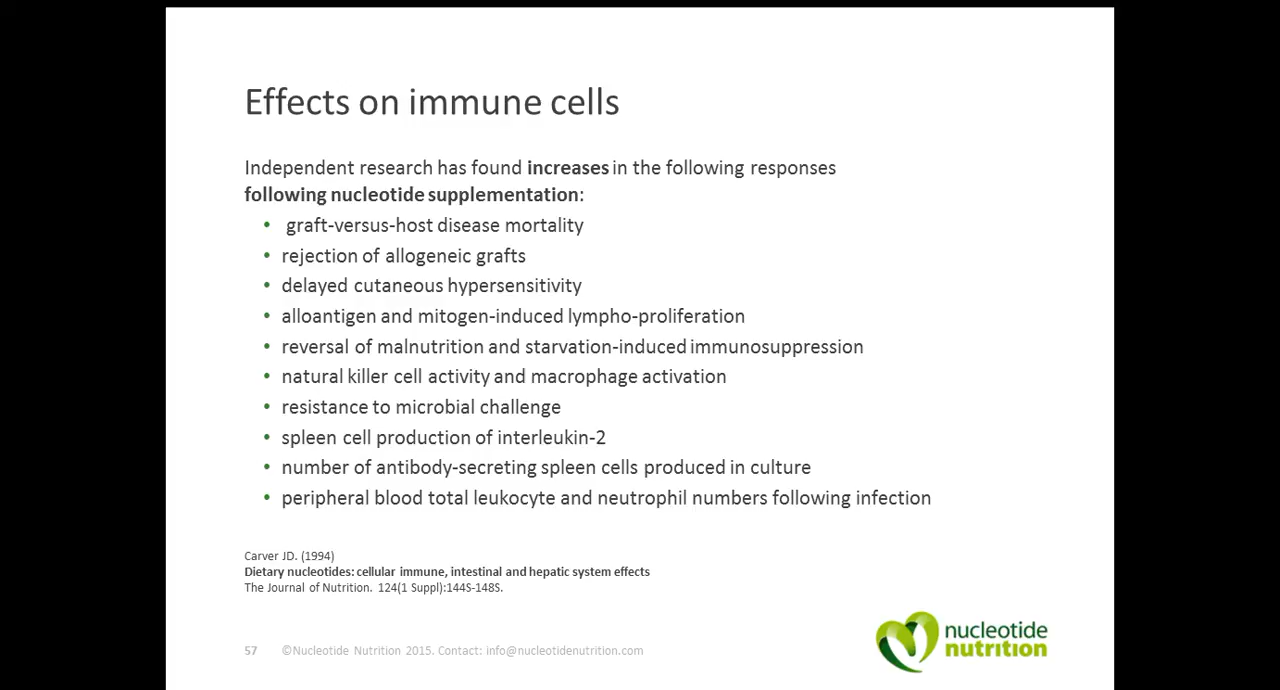 Effects on immune cells
Independent research has found increases in the following responses
following nucleotide supplementation:
• graft-versus-host disease mortality
• rejection of allogeneic grafts
• delayed cutaneous hypersensitivity
• alloantigen and mitogen-induced lympho-proliferation
• reversal of malnutrition and starvation-induced immunosuppression
• natural killer cell activity and macrophage activation
• resistance to microbial challenge
• spleen cell production of interleukin-2
• number of antibody-secreting spleen cells produced in culture
• peripheral blood total leukocyte and neutrophil numbers following infection
Carver JD. (1994)
Dietary nucleotides: cellular immune, intestinal and hepatic system effects
The Journal of Nutrition. 124(1 Suppl):144S-148S.
57 ©Nucleotide Nutrition 2015. Contact: info@nucleotidenutrition.com
nucleotide
nutrition